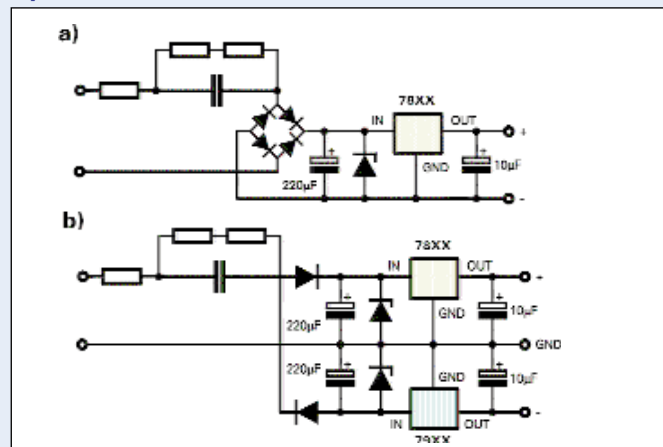 a)
78XX
IN
OUT
+
+
GND
220µF
10µF
-
b)
78XX
IN
OUT
+
+
+
GND
220µF
10µF
GND
220µF
+
GND
+
10µF
IN
OUT
-
79XX